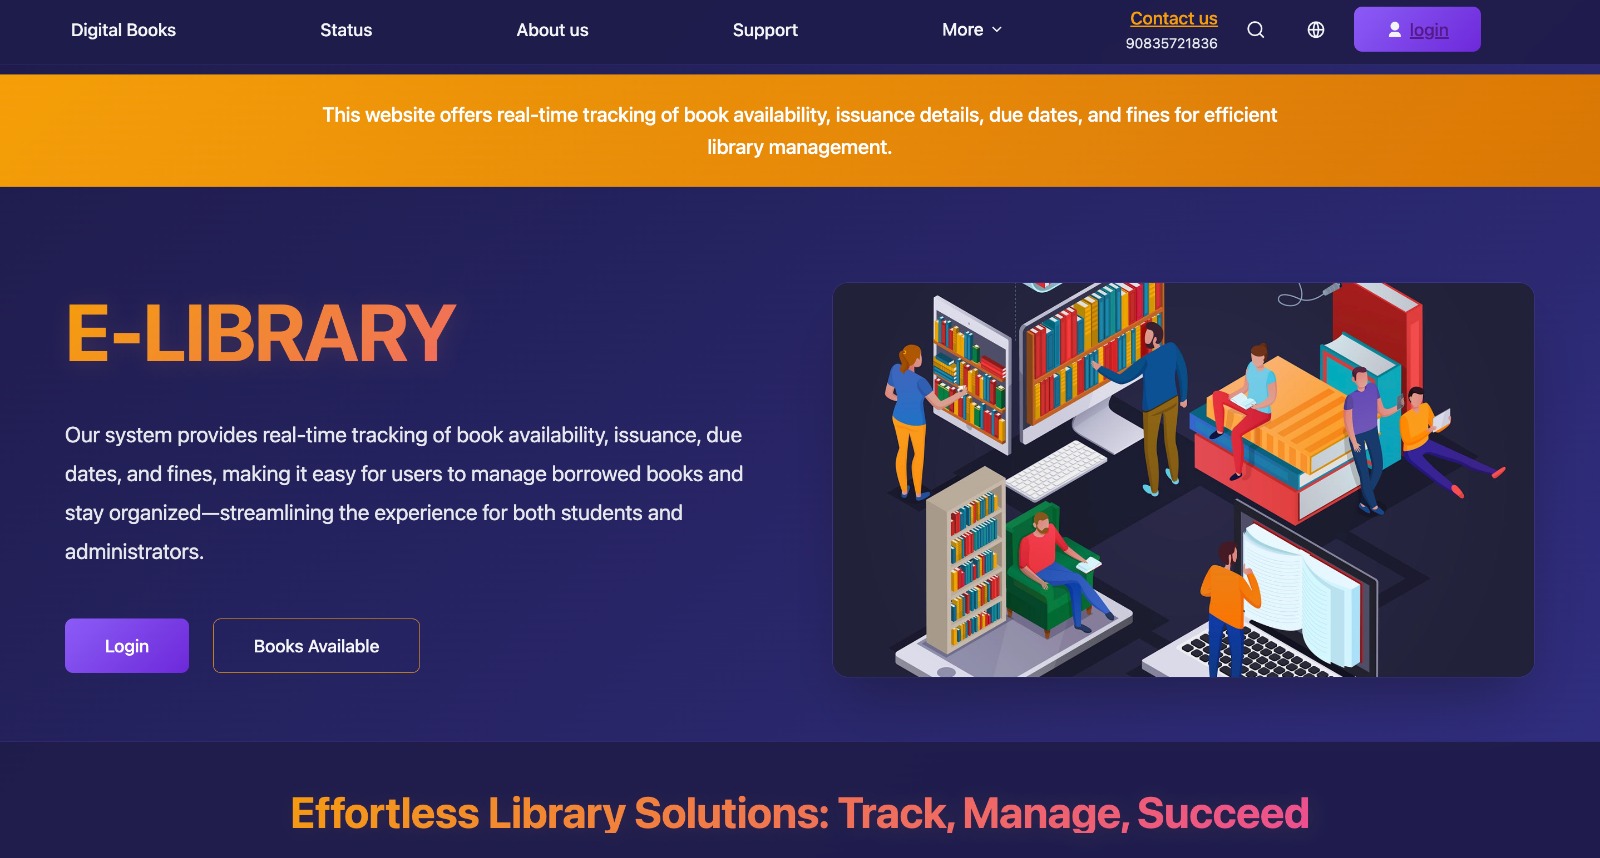 Digital Books
Status
About us
Support
More
Contact us
90835721836
login
This website offers real-time tracking of book availability, issuance details, due dates, and fines for efficient
library management.
E-LIBRARY
Our system provides real-time tracking of book availability, issuance, due
dates, and fines, making it easy for users to manage borrowed books and
stay organized—streamlining the experience for both students and
administrators.
Login
Books Available
Effortless Library Solutions: Track, Manage, Succeed